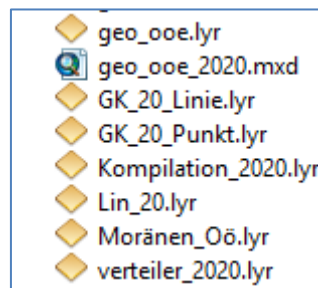 geo_ooe.lyr
geo_ooe_2020.mxd
GK_20_Linie.lyr
GK_20_Punkt.lyr
Kompilation_2020.lyr
Lin_20.lyr
Moränen_Oö.lyr
verteiler_2020.lyr